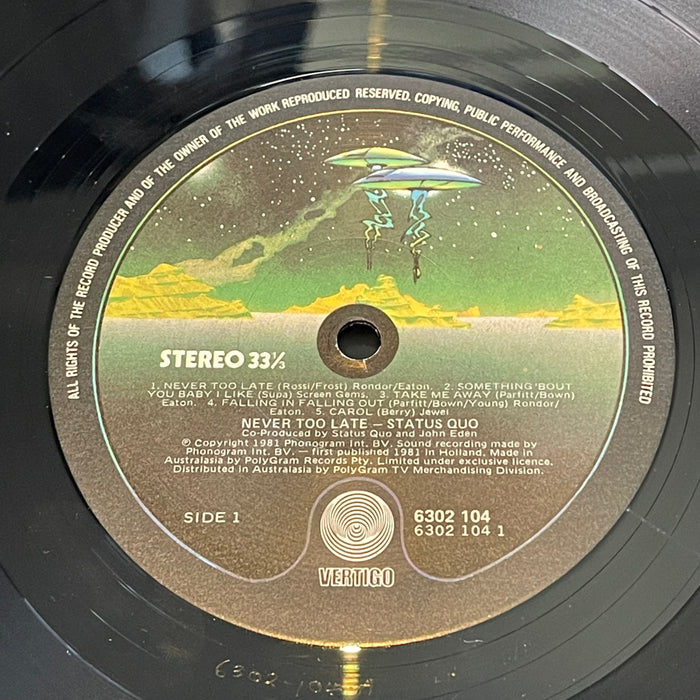 ALL RIGHTS OF THE RECORD PRODUCER AND OF THE OWNER OF THE WORK REPRODUCED RESERVED. COPYING, PUBLIC PERFORMANCE AND BROADCASTING OF THIS RECORD PROHIBITED
STEREO 33⅓
1. NEVER TOO LATE (Rossi/Frost) Rondor/Eaton. 2. SOMETHING 'BOUT
YOU BABY I LIKE (Supa) Screen Gems. 3. TAKE ME AWAY (Parfitt/Bown)
Eaton. 4. FALLING IN FALLING OUT (Parfitt/Bown/Young) Rondor/
Eaton. 5. CAROL (Berry) Jewel
NEVER TOO LATE – STATUS QUO
Co-Produced by Status Quo and John Eden
℗ Copyright 1981 Phonogram Int. BV. Sound recording made by
Phonogram Int. BV. – first published 1981 in Holland. Made in
Australasia by PolyGram Records Pty. Limited under exclusive licence.
Distributed in Australasia by PolyGram TV Merchandising Division.
SIDE 1
6302 104
6302 104 1
VERTIGO